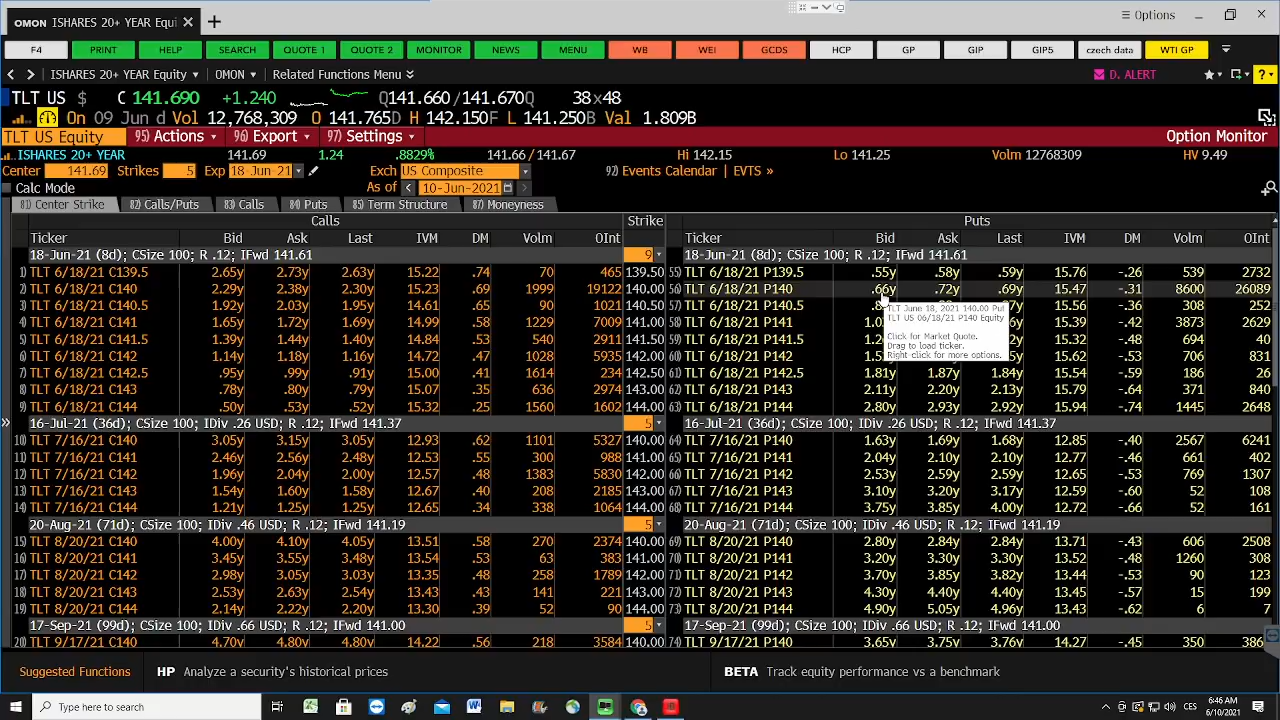 OMON ISHARES 20+ YEAR Equi
Options
F4 PRINT HELP SEARCH QUOTE 1 QUOTE 2 MONITOR NEWS MENU WB WEI GCDS HCP GP GIP GIP5 czech data WTI GP
ISHARES 20+ YEAR Equity OMON Related Functions Menu D. ALERT
TLT US $ C 141.690 +1.240 Q141.660/141.670Q 38x48
On 09 Jun d Vol 12,768,309 O 141.765D H 142.150F L 141.250B Val 1.809B
TLT US Equity 95) Actions 96) Export 97) Settings Option Monitor
ISHARES 20+ YEAR 141.69 1.24 .8829% 141.66 / 141.67 Hi 142.15 Lo 141.25 Volm 12768309 HV 9.49
Center 141.69 Strikes 5 Exp 18-Jun-21 Exch US Composite 92) Events Calendar | EVTS »
Calc Mode As of 10-Jun-2021
81) Center Strike 82) Calls/Puts 83) Calls 84) Puts 85) Term Structure 87) Moneyness
Calls Strike Puts
Ticker Bid Ask Last IVM DM Volm OInt Ticker Bid Ask Last IVM DM Volm OInt
18-Jun-21 (8d); CSize 100; R .12; IFwd 141.61 9 18-Jun-21 (8d); CSize 100; R .12; IFwd 141.61
1) TLT 6/18/21 C139.5 2.65y 2.73y 2.63y 15.22 .74 70 465 139.50 55) TLT 6/18/21 P139.5 .55y .58y .59y 15.76 -.26 539 2732
2) TLT 6/18/21 C140 2.29y 2.30y 2.30y 15.23 .69 1999 19122 140.00 56) TLT 6/18/21 P140 .66y .72y .69y 15.47 -.31 8600 26089
3) TLT 6/18/21 C140.5 1.92y 2.03y 1.95y 14.61 .65 90 1021 140.50 57) TLT 6/18/21 P140.5 15.56 -.36 308 252
4) TLT 6/18/21 C141 1.65y 1.72y 1.69y 14.99 .58 1229 7009 141.00 58) TLT 6/18/21 P141 15.39 -.42 3873 2629
5) TLT 6/18/21 C141.5 1.39y 1.44y 1.40y 14.84 .53 540 2911 141.50 59) TLT 6/18/21 P141.5 15.32 -.48 694 40
6) TLT 6/18/21 C142 1.14y 1.18y 1.16y 14.72 .47 1028 5935 142.00 60) TLT 6/18/21 P142 15.62 -.53 706 831
7) TLT 6/18/21 C142.5 .95y .99y .91y 15.00 .41 1614 234 142.50 61) TLT 6/18/21 P142.5 1.81y 1.87y 1.84y 15.54 -.59 186 26
8) TLT 6/18/21 C143 .78y .80y .79y 15.07 .35 636 2974 143.00 62) TLT 6/18/21 P143 2.11y 2.20y 2.13y 15.79 -.64 371 840
9) TLT 6/18/21 C144 .50y .53y .52y 15.32 .25 1560 1602 144.00 63) TLT 6/18/21 P144 2.80y 2.93y 2.92y 15.94 -.74 1445 2648
TLT June 18, 2021 140.00 Put
TLT US 06/18/21 P140 Equity
Click for Market Quote.
Drag to load ticker.
Right-click for more options.
16-Jul-21 (36d); CSize 100; IDiv .26 USD; R .12; IFwd 141.37 5 16-Jul-21 (36d); CSize 100; IDiv .26 USD; R .12; IFwd 141.37
10) TLT 7/16/21 C140 3.05y 3.15y 3.05y 12.93 .62 1101 5327 140.00 64) TLT 7/16/21 P140 1.63y 1.69y 1.68y 12.85 -.40 2567 6241
11) TLT 7/16/21 C141 2.46y 2.56y 2.48y 12.53 .55 300 988 141.00 65) TLT 7/16/21 P141 2.04y 2.10y 2.10y 12.77 -.46 661 402
12) TLT 7/16/21 C142 1.96y 2.04y 2.00y 12.54 .48 1383 5830 142.00 66) TLT 7/16/21 P142 2.53y 2.59y 2.59y 12.65 -.53 769 1307
13) TLT 7/16/21 C143 1.54y 1.60y 1.58y 12.67 .40 208 2185 143.00 67) TLT 7/16/21 P143 3.10y 3.20y 3.17y 12.59 -.60 52 108
14) TLT 7/16/21 C144 1.21y 1.25y 1.25y 12.65 .34 338 1064 144.00 68) TLT 7/16/21 P144 3.75y 3.85y 4.00y 12.72 -.66 52 161
20-Aug-21 (71d); CSize 100; IDiv .46 USD; R .12; IFwd 141.19 5 20-Aug-21 (71d); CSize 100; IDiv .46 USD; R .12; IFwd 141.19
15) TLT 8/20/21 C140 4.00y 4.10y 4.05y 13.51 .58 270 2374 140.00 69) TLT 8/20/21 P140 2.80y 2.84y 2.84y 13.71 -.43 606 2508
16) TLT 8/20/21 C141 3.45y 3.55y 3.48y 13.54 .53 63 383 141.00 70) TLT 8/20/21 P141 3.20y 3.30y 3.30y 13.52 -.48 1260 308
17) TLT 8/20/21 C142 2.98y 3.05y 3.03y 13.35 .48 258 1789 142.00 71) TLT 8/20/21 P142 3.70y 3.85y 3.82y 13.44 -.53 90 123
18) TLT 8/20/21 C143 2.53y 2.63y 2.54y 13.43 .43 141 221 143.00 72) TLT 8/20/21 P143 4.30y 4.40y 4.40y 13.45 -.57 15 199
19) TLT 8/20/21 C144 2.14y 2.22y 2.20y 13.30 .39 52 90 144.00 73) TLT 8/20/21 P144 4.90y 5.05y 4.96y 13.54 -.62 6 7
17-Sep-21 (99d); CSize 100; IDiv .66 USD; R .12; IFwd 141.00 5 17-Sep-21 (99d); CSize 100; IDiv .66 USD; R .12; IFwd 141.00
20) TLT 9/17/21 C140 4.70y 4.80y 4.80y 14.22 .56 218 3584 140.00 74) TLT 9/17/21 P140 3.65y 3.75y 3.76y 14.27 -.45 350
Suggested Functions HP Analyze a security's historical prices BETA Track equity performance vs a benchmark
Type here to search CES 6:46 AM
6/10/2021